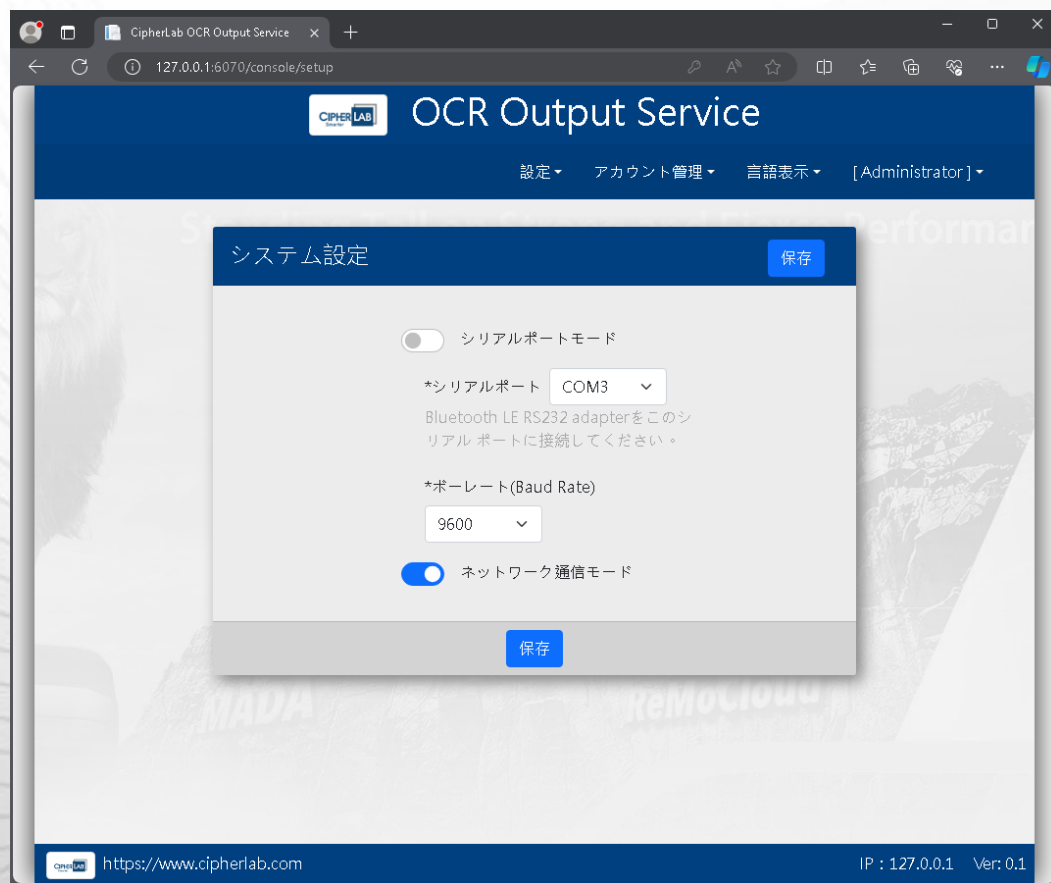 CipherLab OCR Output Service
127.0.0.1:6070/console/setup
CIPHERLAB OCR Output Service
設定 アカウント管理 言語表示 [ Administrator ]
Performan
システム設定 保存
シリアルポートモード
*シリアルポート COM3
Bluetooth LE RS232 adapterをこのシ
リアル ポートに接続してください。
*ボーレート(Baud Rate)
9600
ネットワーク通信モード
保存
MADA ReMoCloud
CIPHERLAB https://www.cipherlab.com IP : 127.0.0.1 Ver: 0.1